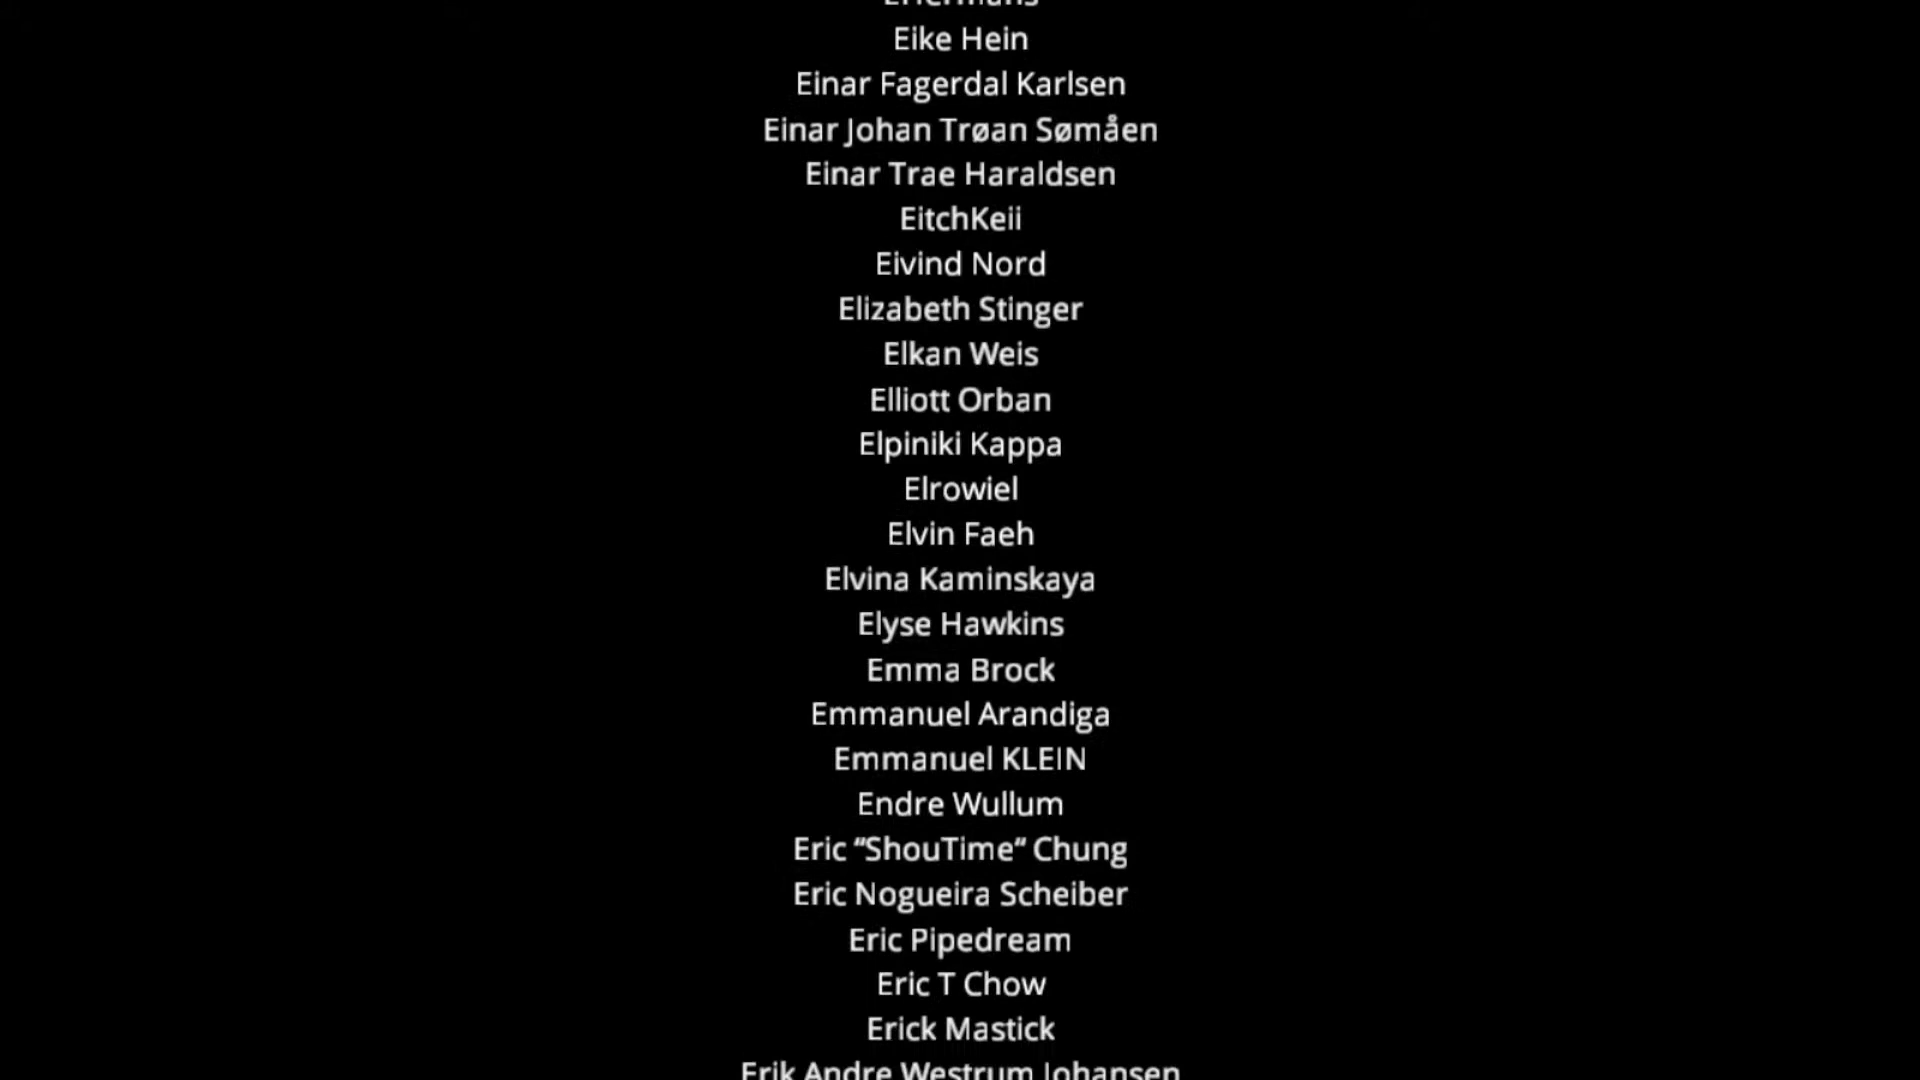 Eike Hein
Einar Fagerdal Karlsen
Einar Johan Trøan Sømåen
Einar Trae Haraldsen
EitchKeii
Eivind Nord
Elizabeth Stinger
Elkan Weis
Elliott Orban
Elpiniki Kappa
Elrowiel
Elvin Faeh
Elvina Kaminskaya
Elyse Hawkins
Emma Brock
Emmanuel Arandiga
Emmanuel KLEIN
Endre Wullum
Eric “ShouTime” Chung
Eric Nogueira Scheiber
Eric Pipedream
Eric T Chow
Erick Mastick
Erik Andre Westrum Johansen